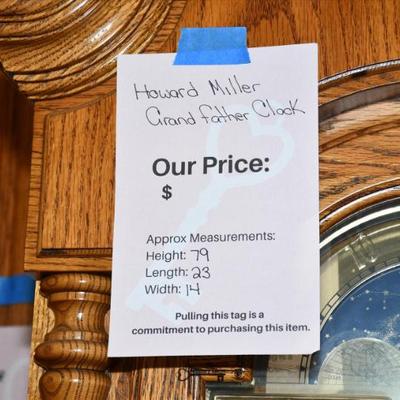 Howard Miller
Grand father Clock
Our Price:
$
Approx Measurements:
Height: 79
Length: 23
Width: 14
Pulling this tag is a
commitment to purchasing this item.